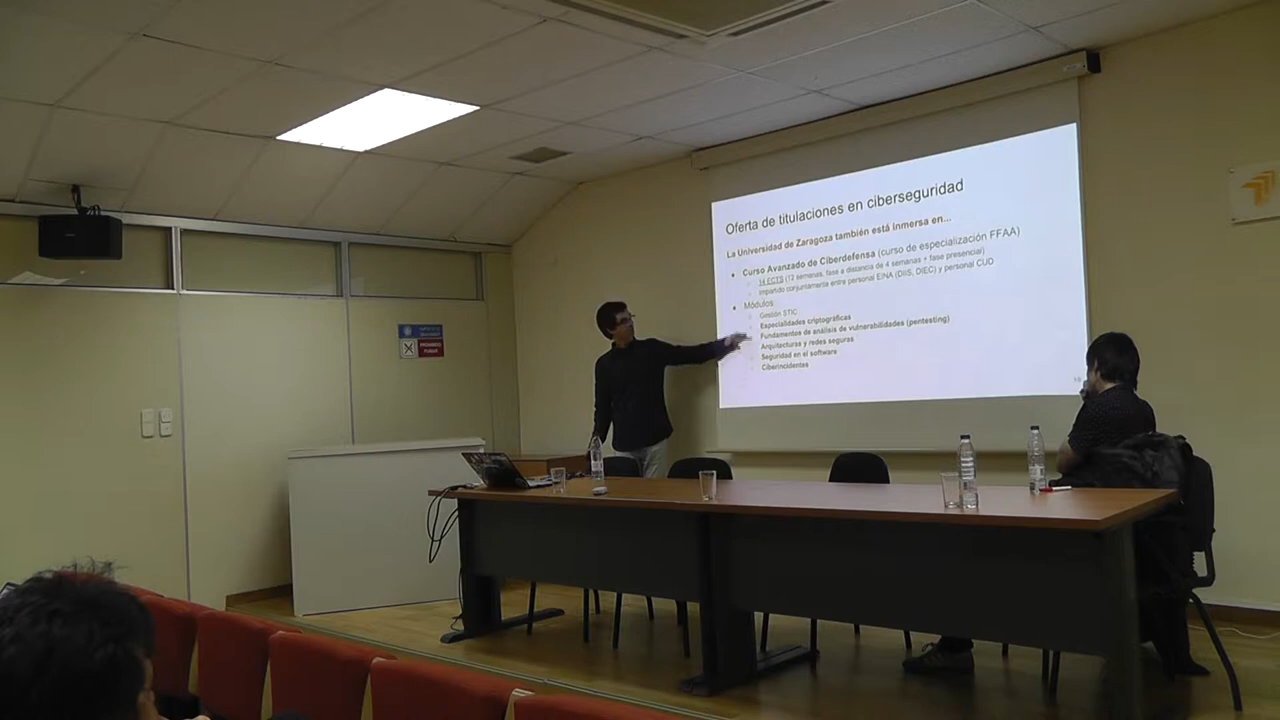 Oferta de titulaciones en ciberseguridad
La Universidad de Zaragoza también está inmersa en...
Curso Avanzado de Ciberdefensa (curso de especialización FFAA)
14 ECTS (12 semanas, fase a distancia de 4 semanas + fase presencial)
Impartido conjuntamente entre personal EINA (DIIS, DIEC) y personal CUD
Módulos
Gestión STIC
Especialidades criptográficas
Fundamentos de análisis de vulnerabilidades (pentesting)
Arquitecturas y redes seguras
Seguridad en el software
Ciberincidentes
PROHIBIDO
FUMAR